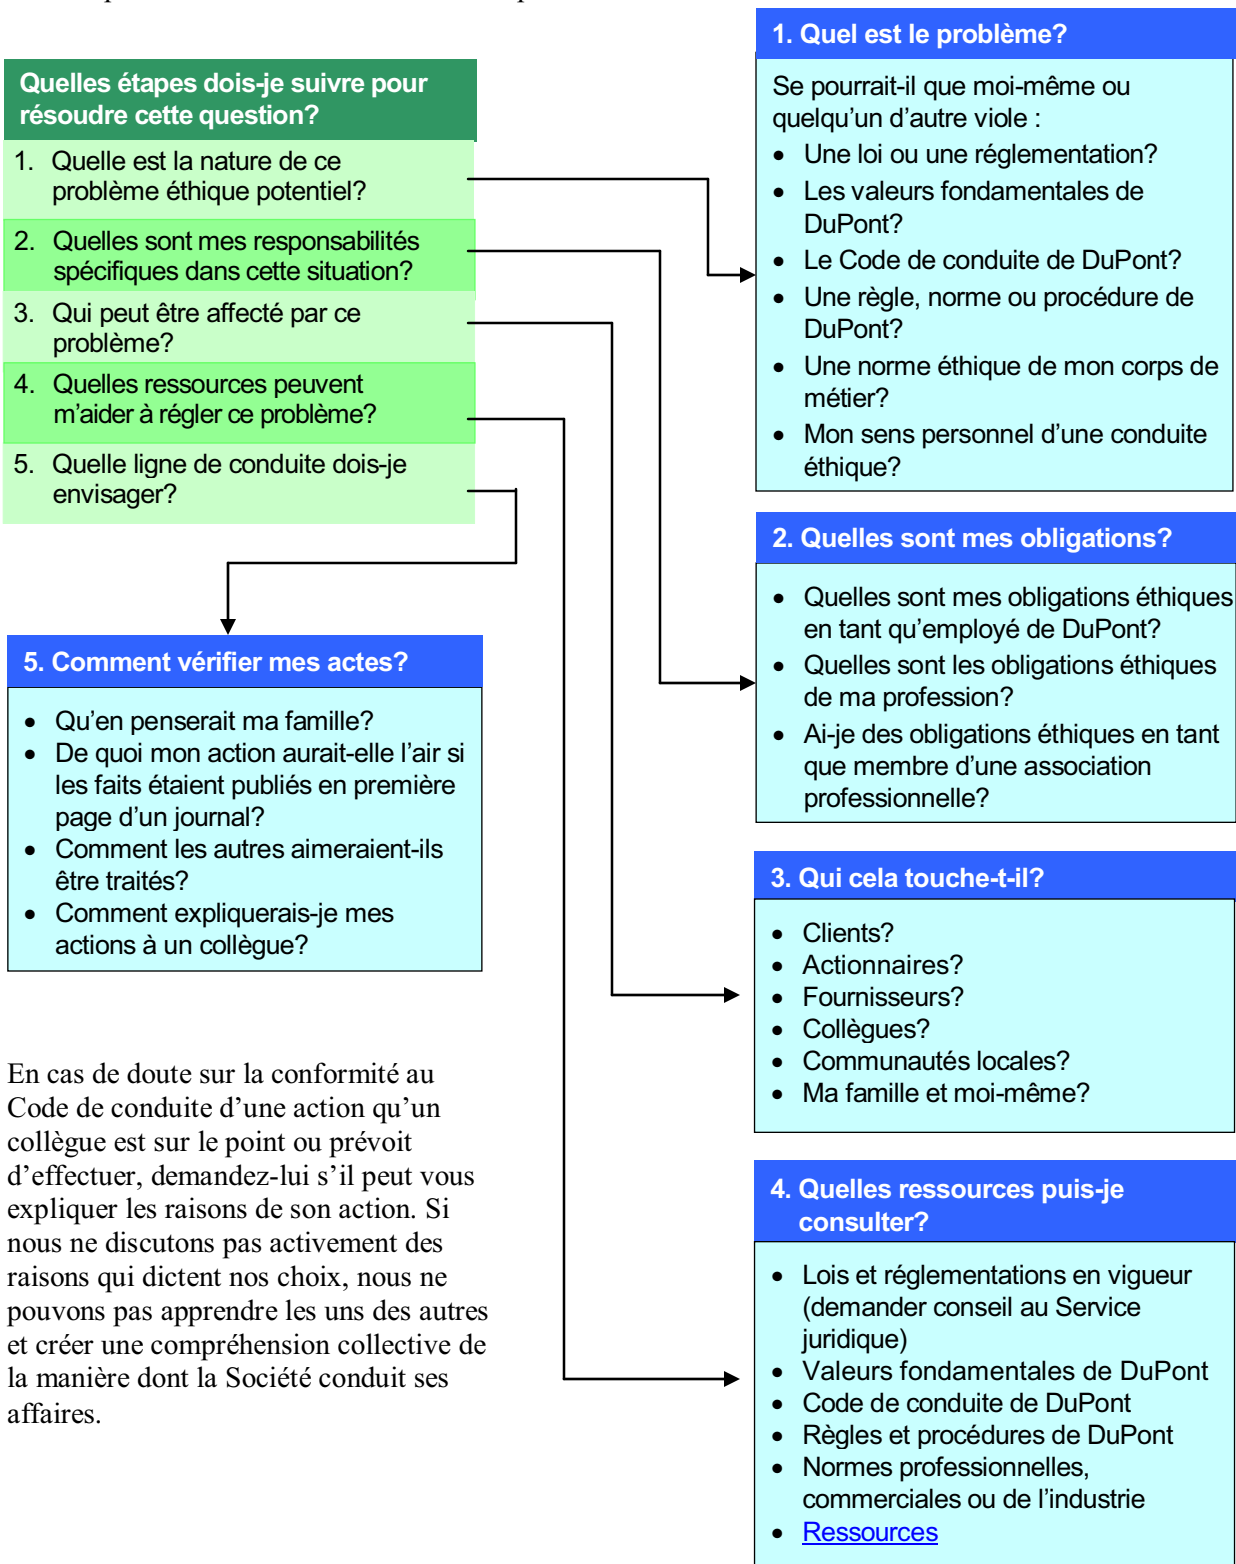 Quelles étapes dois-je suivre pour
résoudre cette question?
1. Quelle est la nature de ce
problème éthique potentiel?
2. Quelles sont mes responsabilités
spécifiques dans cette situation?
3. Qui peut être affecté par ce
problème?
4. Quelles ressources peuvent
m’aider à régler ce problème?
5. Quelle ligne de conduite dois-je
envisager?
1. Quel est le problème?
Se pourrait-il que moi-même ou
quelqu’un d’autre viole :
• Une loi ou une réglementation?
• Les valeurs fondamentales de
DuPont?
• Le Code de conduite de DuPont?
• Une règle, norme ou procédure de
DuPont?
• Une norme éthique de mon corps de
métier?
• Mon sens personnel d’une conduite
éthique?
2. Quelles sont mes obligations?
• Quelles sont mes obligations éthiques
en tant qu’employé de DuPont?
• Quelles sont les obligations éthiques
de ma profession?
• Ai-je des obligations éthiques en tant
que membre d’une association
professionnelle?
3. Qui cela touche-t-il?
• Clients?
• Actionnaires?
• Fournisseurs?
• Collègues?
• Communautés locales?
• Ma famille et moi-même?
4. Quelles ressources puis-je
consulter?
• Lois et réglementations en vigueur
(demander conseil au Service
juridique)
• Valeurs fondamentales de DuPont
• Code de conduite de DuPont
• Règles et procédures de DuPont
• Normes professionnelles,
commerciales ou de l’industrie
• Ressources
5. Comment vérifier mes actes?
• Qu’en penserait ma famille?
• De quoi mon action aurait-elle l’air si
les faits étaient publiés en première
page d’un journal?
• Comment les autres aimeraient-ils
être traités?
• Comment expliquerais-je mes
actions à un collègue?
En cas de doute sur la conformité au
Code de conduite d’une action qu’un
collègue est sur le point ou prévoit
d’effectuer, demandez-lui s’il peut vous
expliquer les raisons de son action. Si
nous ne discutons pas activement des
raisons qui dictent nos choix, nous ne
pouvons pas apprendre les uns des autres
et créer une compréhension collective de
la manière dont la Société conduit ses
affaires.